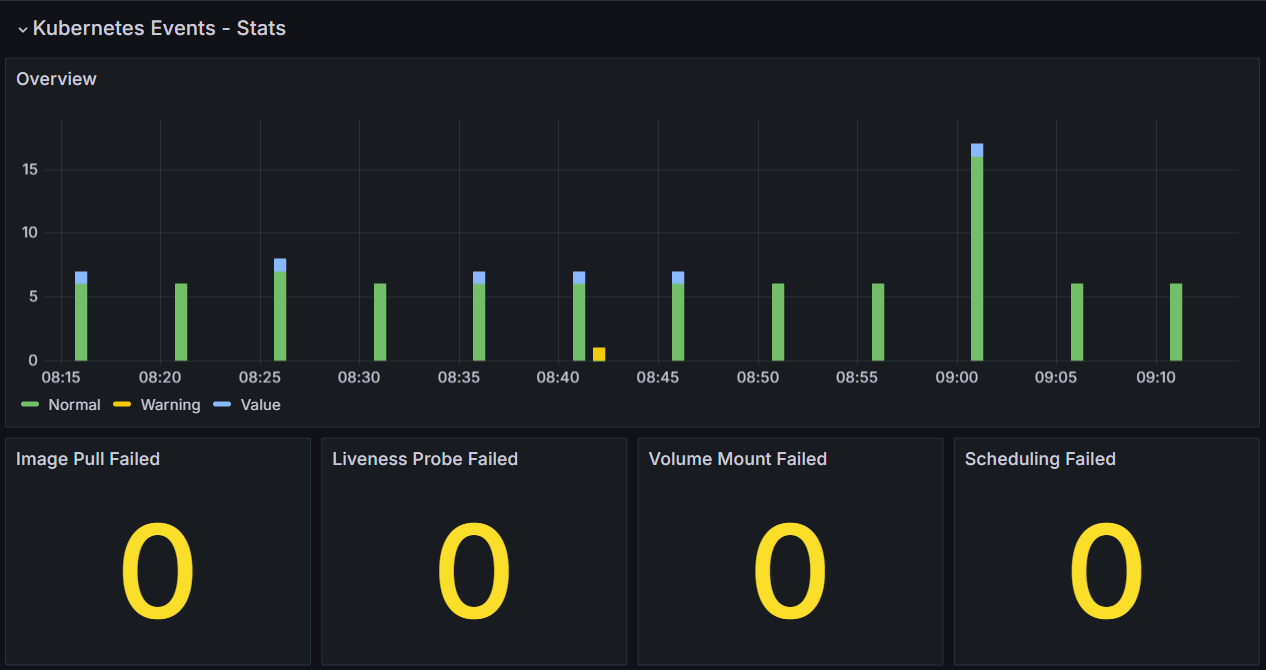 Kubernetes Events - Stats
Overview
15
10
5
0
08:15 08:20 08:25 08:30 08:35 08:40 08:45 08:50 08:55 09:00 09:05 09:10
Normal Warning Value
Image Pull Failed Liveness Probe Failed Volume Mount Failed Scheduling Failed
0 0 0 0